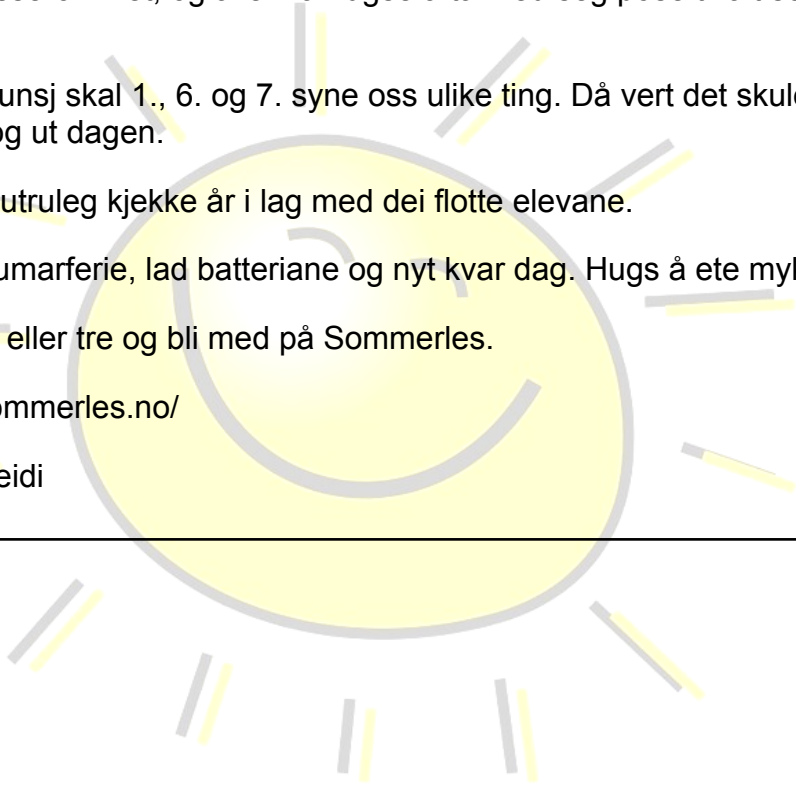 unsj skal 1., 6. og 7. syne oss ulike ting. Då vert det skule
og ut dagen.
utruleg kjekke år i lag med dei flotte elevane.
umarferie, lad batteriane og nyt kvar dag. Hugs å ete
eller tre og bli med på Sommerles.
ommerles.no/
eidi